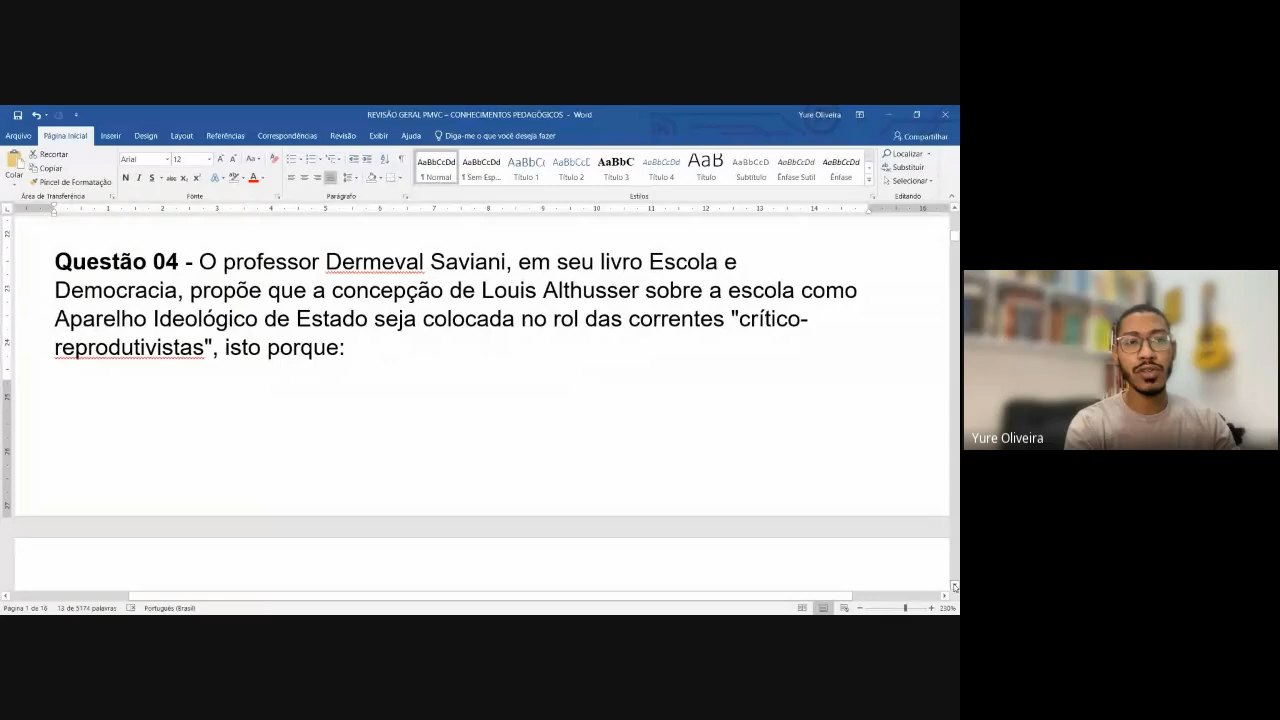 REVISÃO GERAL PMVC – CONHECIMENTOS PEDAGÓGICOS - Word
Yure Oliveira
Arquivo Página Inicial Inserir Design Layout Referências Correspondências Revisão Exibir Ajuda Diga-me o que você deseja fazer Compartilhar
Colar
Recortar
Copiar
Pincel de Formatação
Área de Transferência
Arial 12
Fonte
Parágrafo
AaBbCcDd AaBbCcDd AaBbCc AaBbCcD AaBbC AaBbCcDd AaB AaBbCcD AaBbCcDd AaBbCcDd
¶ Normal ¶ Sem Esp... Título 1 Título 2 Título 3 Título 4 Título Subtítulo Ênfase Sutil Ênfase
Estilos
Localizar
Substituir
Selecionar
Editando
Questão 04 - O professor Dermeval Saviani, em seu livro Escola e
Democracia, propõe que a concepção de Louis Althusser sobre a escola como
Aparelho Ideológico de Estado seja colocada no rol das correntes "crítico-
reprodutivistas", isto porque:
Página 1 de 16 13 de 5174 palavras Português (Brasil) 230%
Yure Oliveira